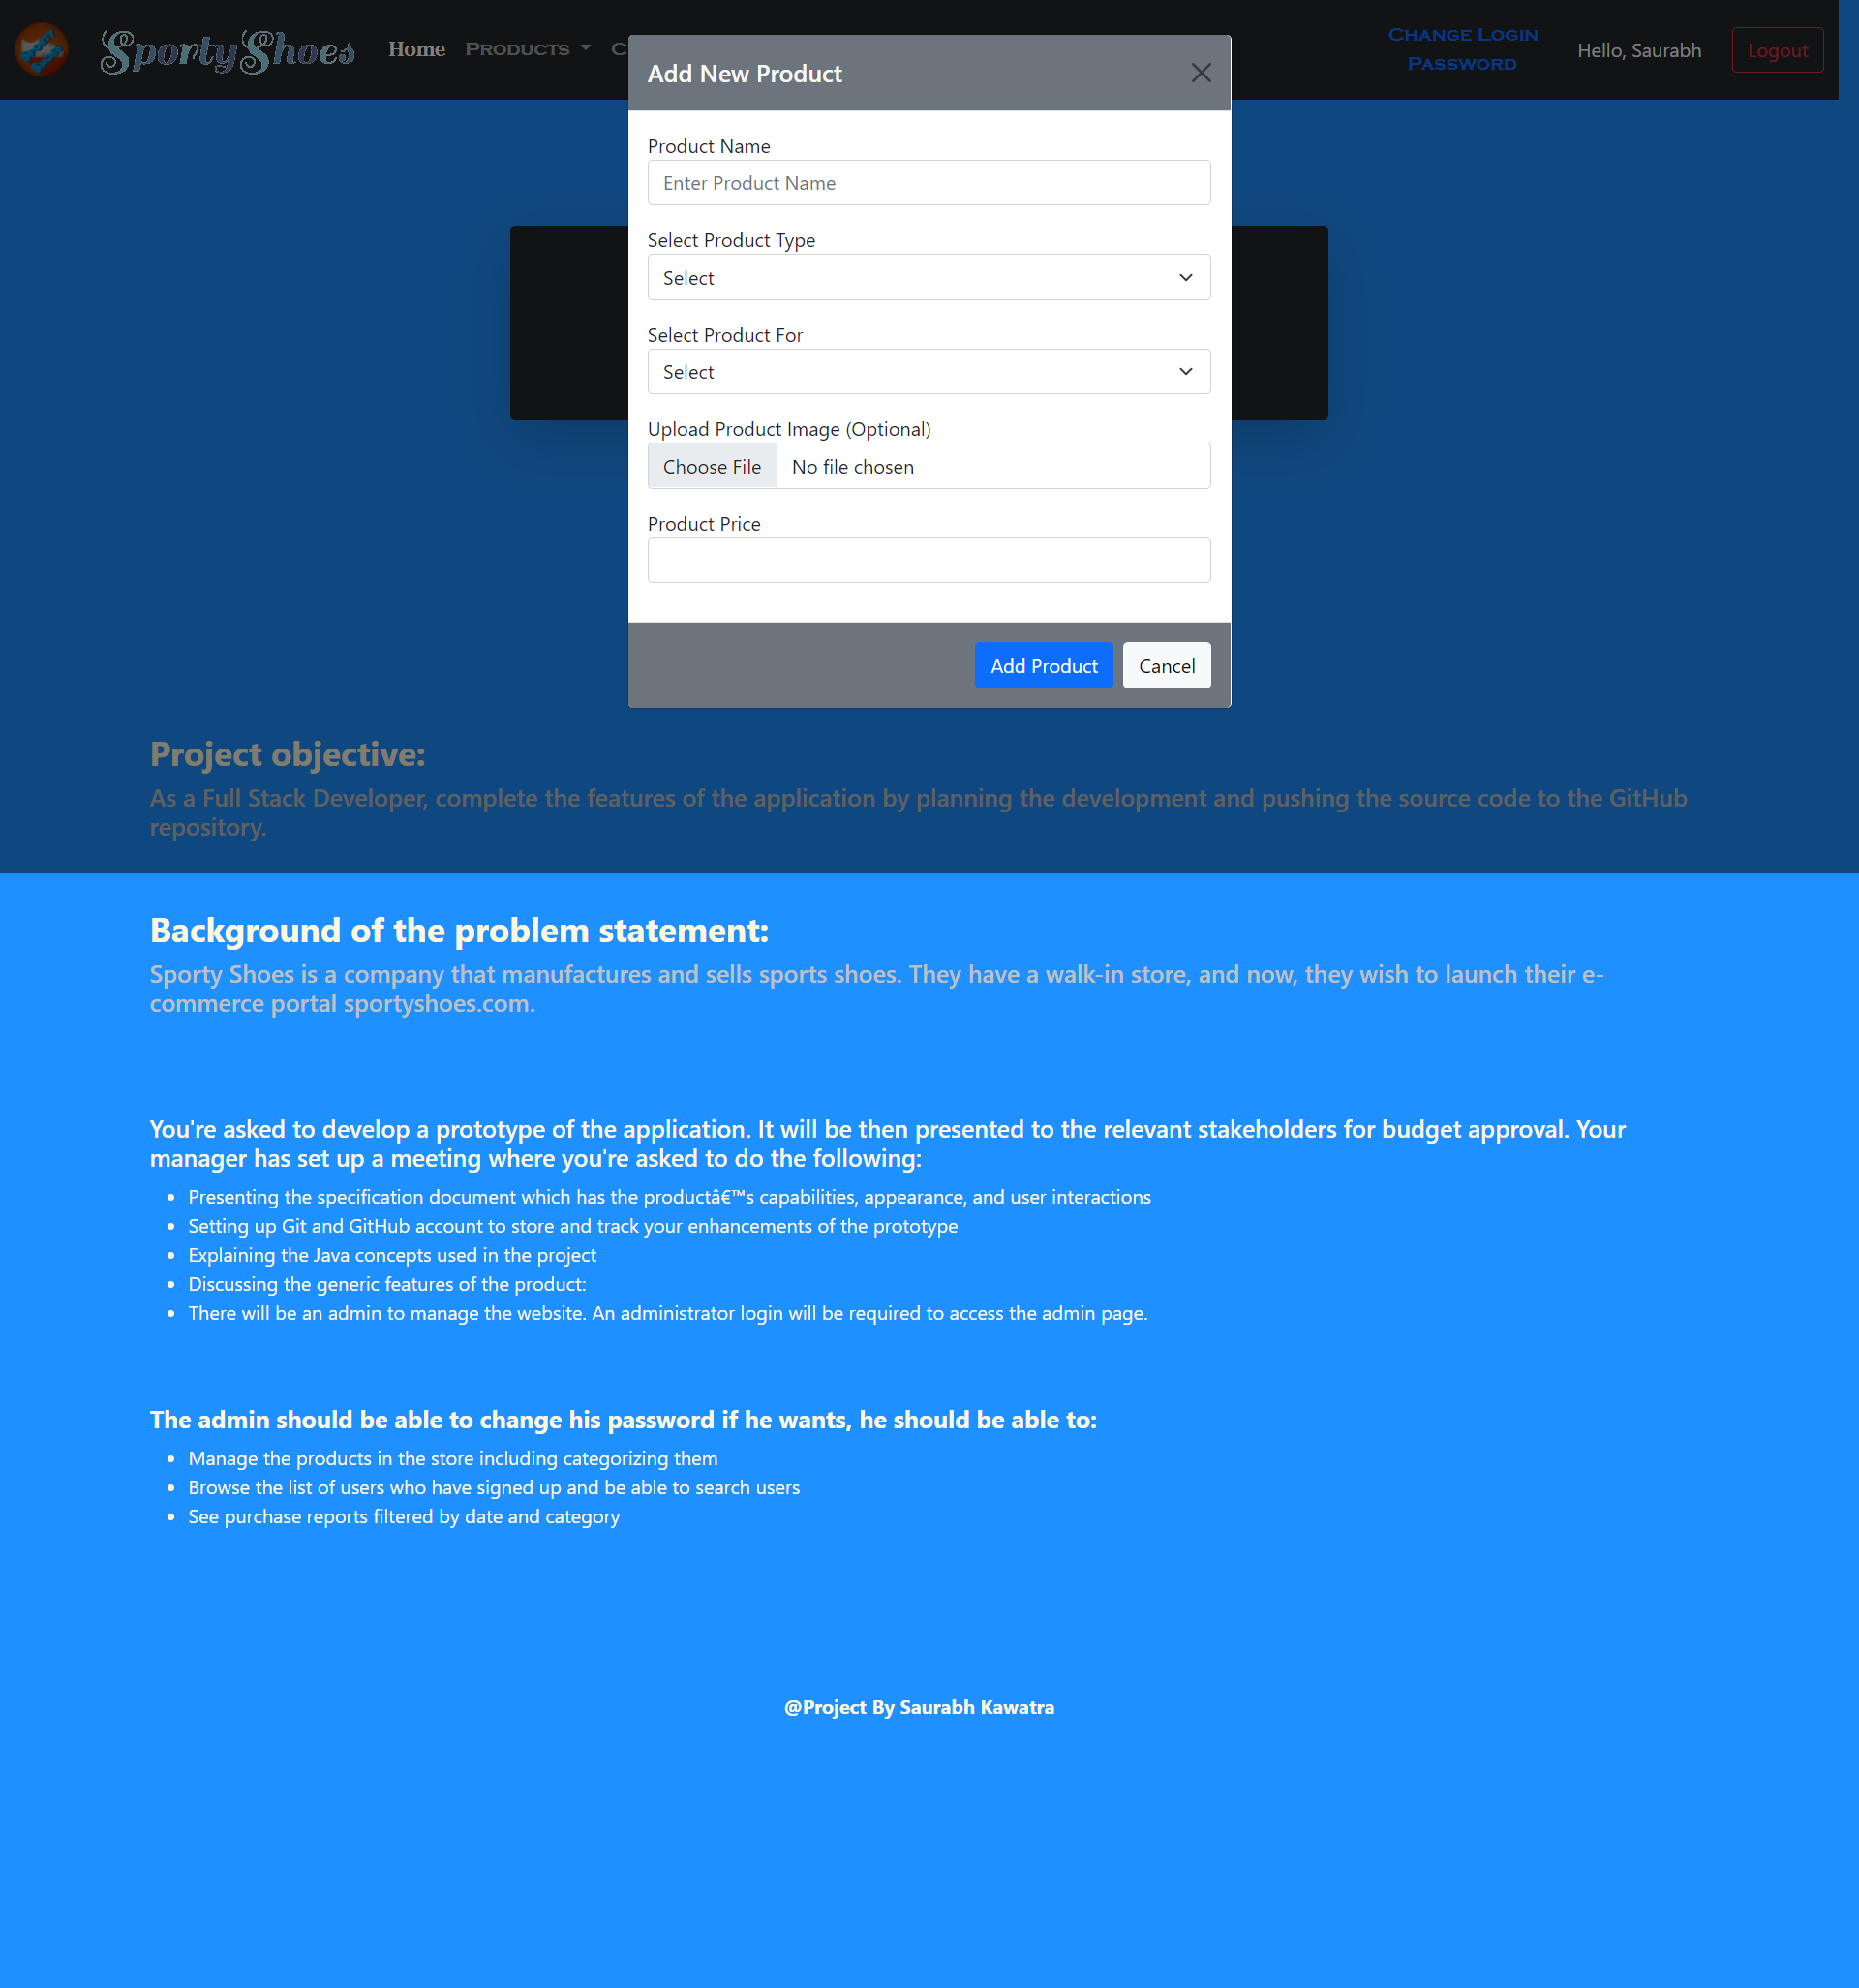 SPORTY SHOES
SportyShoes
Home
Products
C
Change Login
Password
Hello, Saurabh
Logout
Add New Product
Product Name
Enter Product Name
Select Product Type
Select
Select Product For
Select
Upload Product Image (Optional)
Choose File
No file chosen
Product Price
Add Product
Cancel
Project objective:
As a Full Stack Developer, complete the features of the application by planning the development and pushing the source code to the GitHub
repository.
Background of the problem statement:
Sporty Shoes is a company that manufactures and sells sports shoes. They have a walk-in store, and now, they wish to launch their e-
commerce portal sportyshoes.com.
You're asked to develop a prototype of the application. It will be then presented to the relevant stakeholders for budget approval. Your
manager has set up a meeting where you're asked to do the following:
• Presenting the specification document which has the productâ€™s capabilities, appearance, and user interactions
• Setting up Git and GitHub account to store and track your enhancements of the prototype
• Explaining the Java concepts used in the project
• Discussing the generic features of the product:
• There will be an admin to manage the website. An administrator login will be required to access the admin page.
The admin should be able to change his password if he wants, he should be able to:
• Manage the products in the store including categorizing them
• Browse the list of users who have signed up and be able to search users
• See purchase reports filtered by date and category
@Project By Saurabh Kawatra